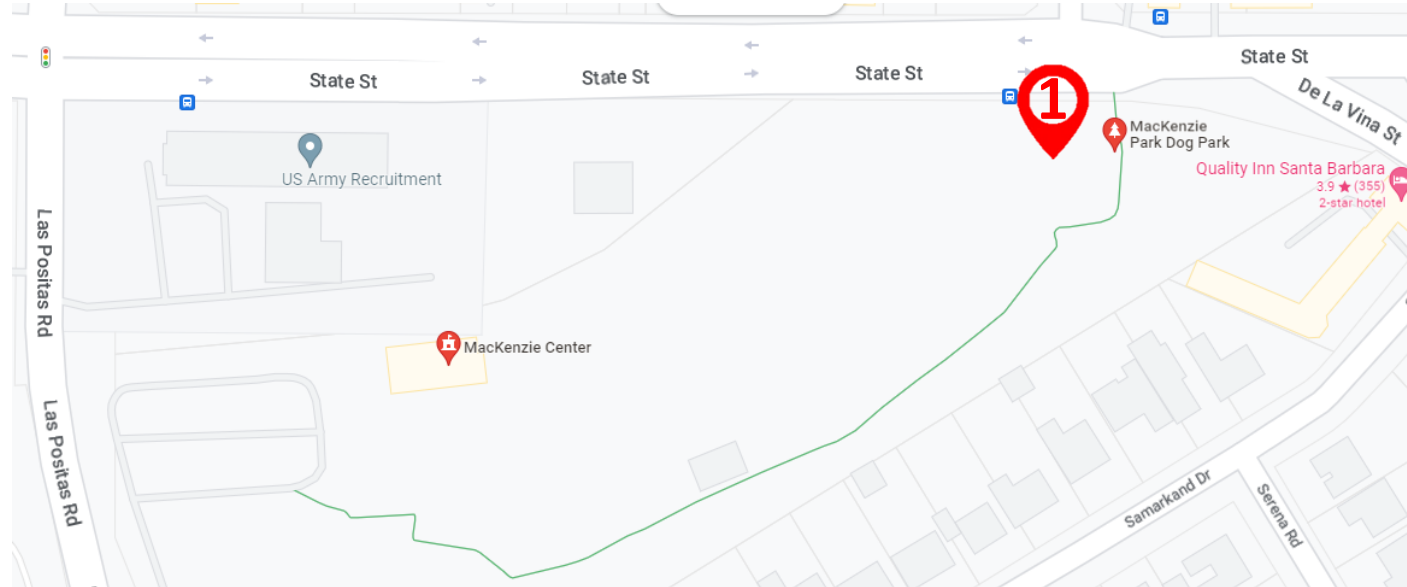 State St
State St
State St
State St
De La Vina St
1
MacKenzie
Park Dog Park
US Army Recruitment
Quality Inn Santa Barbara
3.9 ★ (355)
2-star hotel
Las Positas Rd
MacKenzie Center
Las Positas Rd
Samarkand Dr
Serena Rd